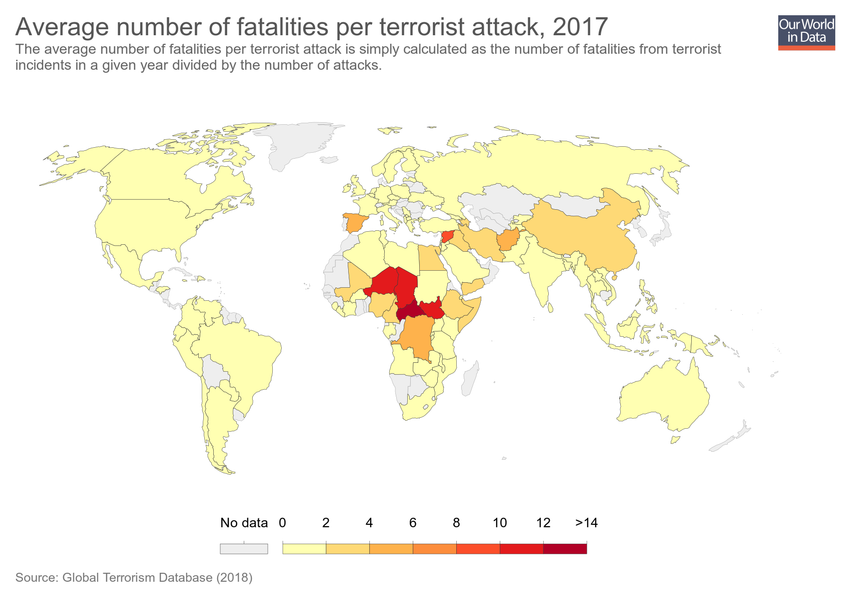 Average number of fatalities per terrorist attack, 2017
The average number of fatalities per terrorist attack is simply calculated as the number of fatalities from terrorist
incidents in a given year divided by the number of attacks.
Our World
in Data
No data 0 2 4 6 8 10 12 >14
Source: Global Terrorism Database (2018)